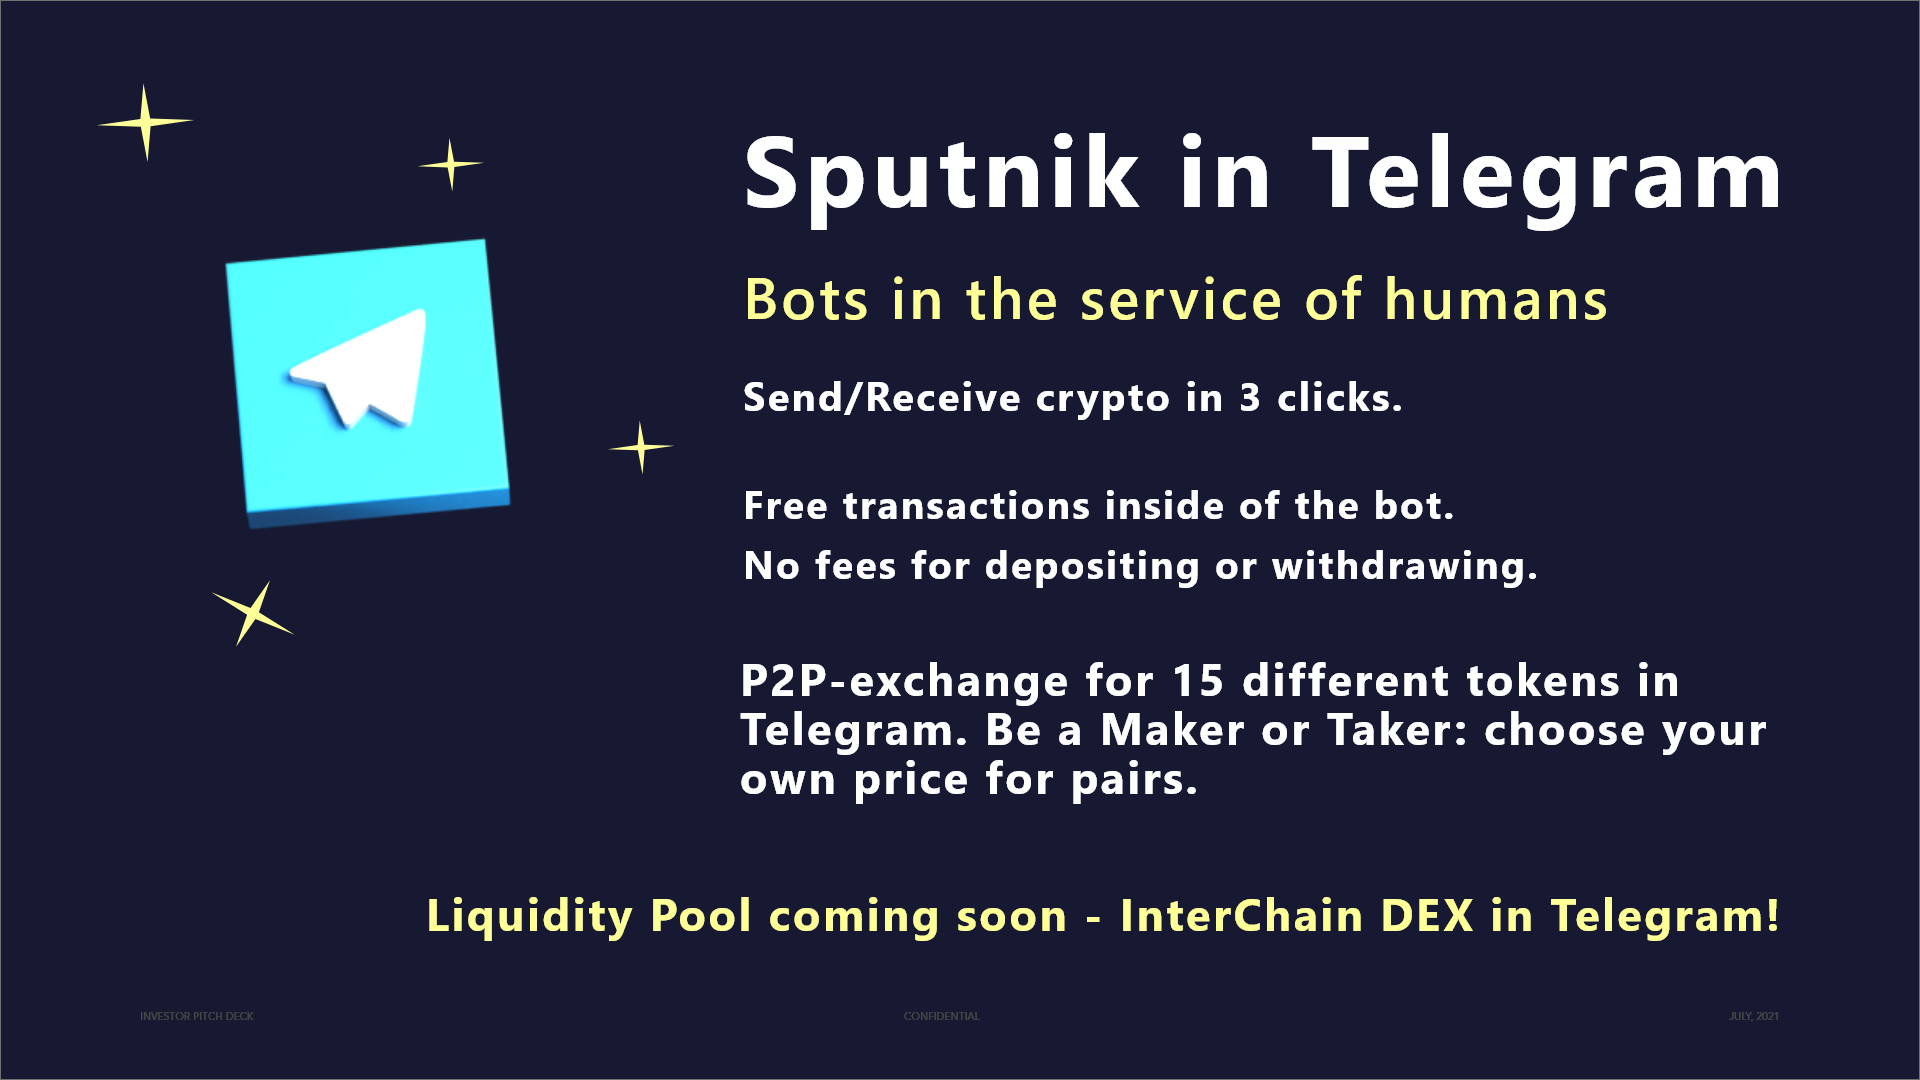 Sputnik in Telegram
Bots in the service of humans
Send/Receive crypto in 3 clicks.
Free transactions inside of the bot.
No fees for depositing or withdrawing.
P2P-exchange for 15 different tokens in
Telegram. Be a Maker or Taker: choose your
own price for pairs.
Liquidity Pool coming soon - InterChain DEX in Telegram!
INVESTOR PITCH DECK
CONFIDENTIAL
JULY, 2021